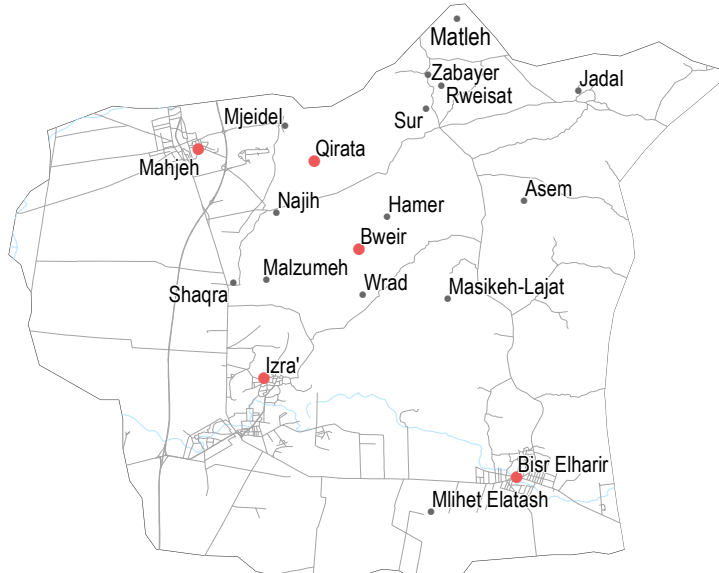 Matleh
Zabayer
Jadal
Rweisat
Mjeidel
Sur
Qirata
Mahjeh
Asem
Najih
Hamer
Bweir
Malzumeh
Shaqra
Wrad
Masikeh-Lajat
Izra'
Bisr Elharir
Mlihet Elatash